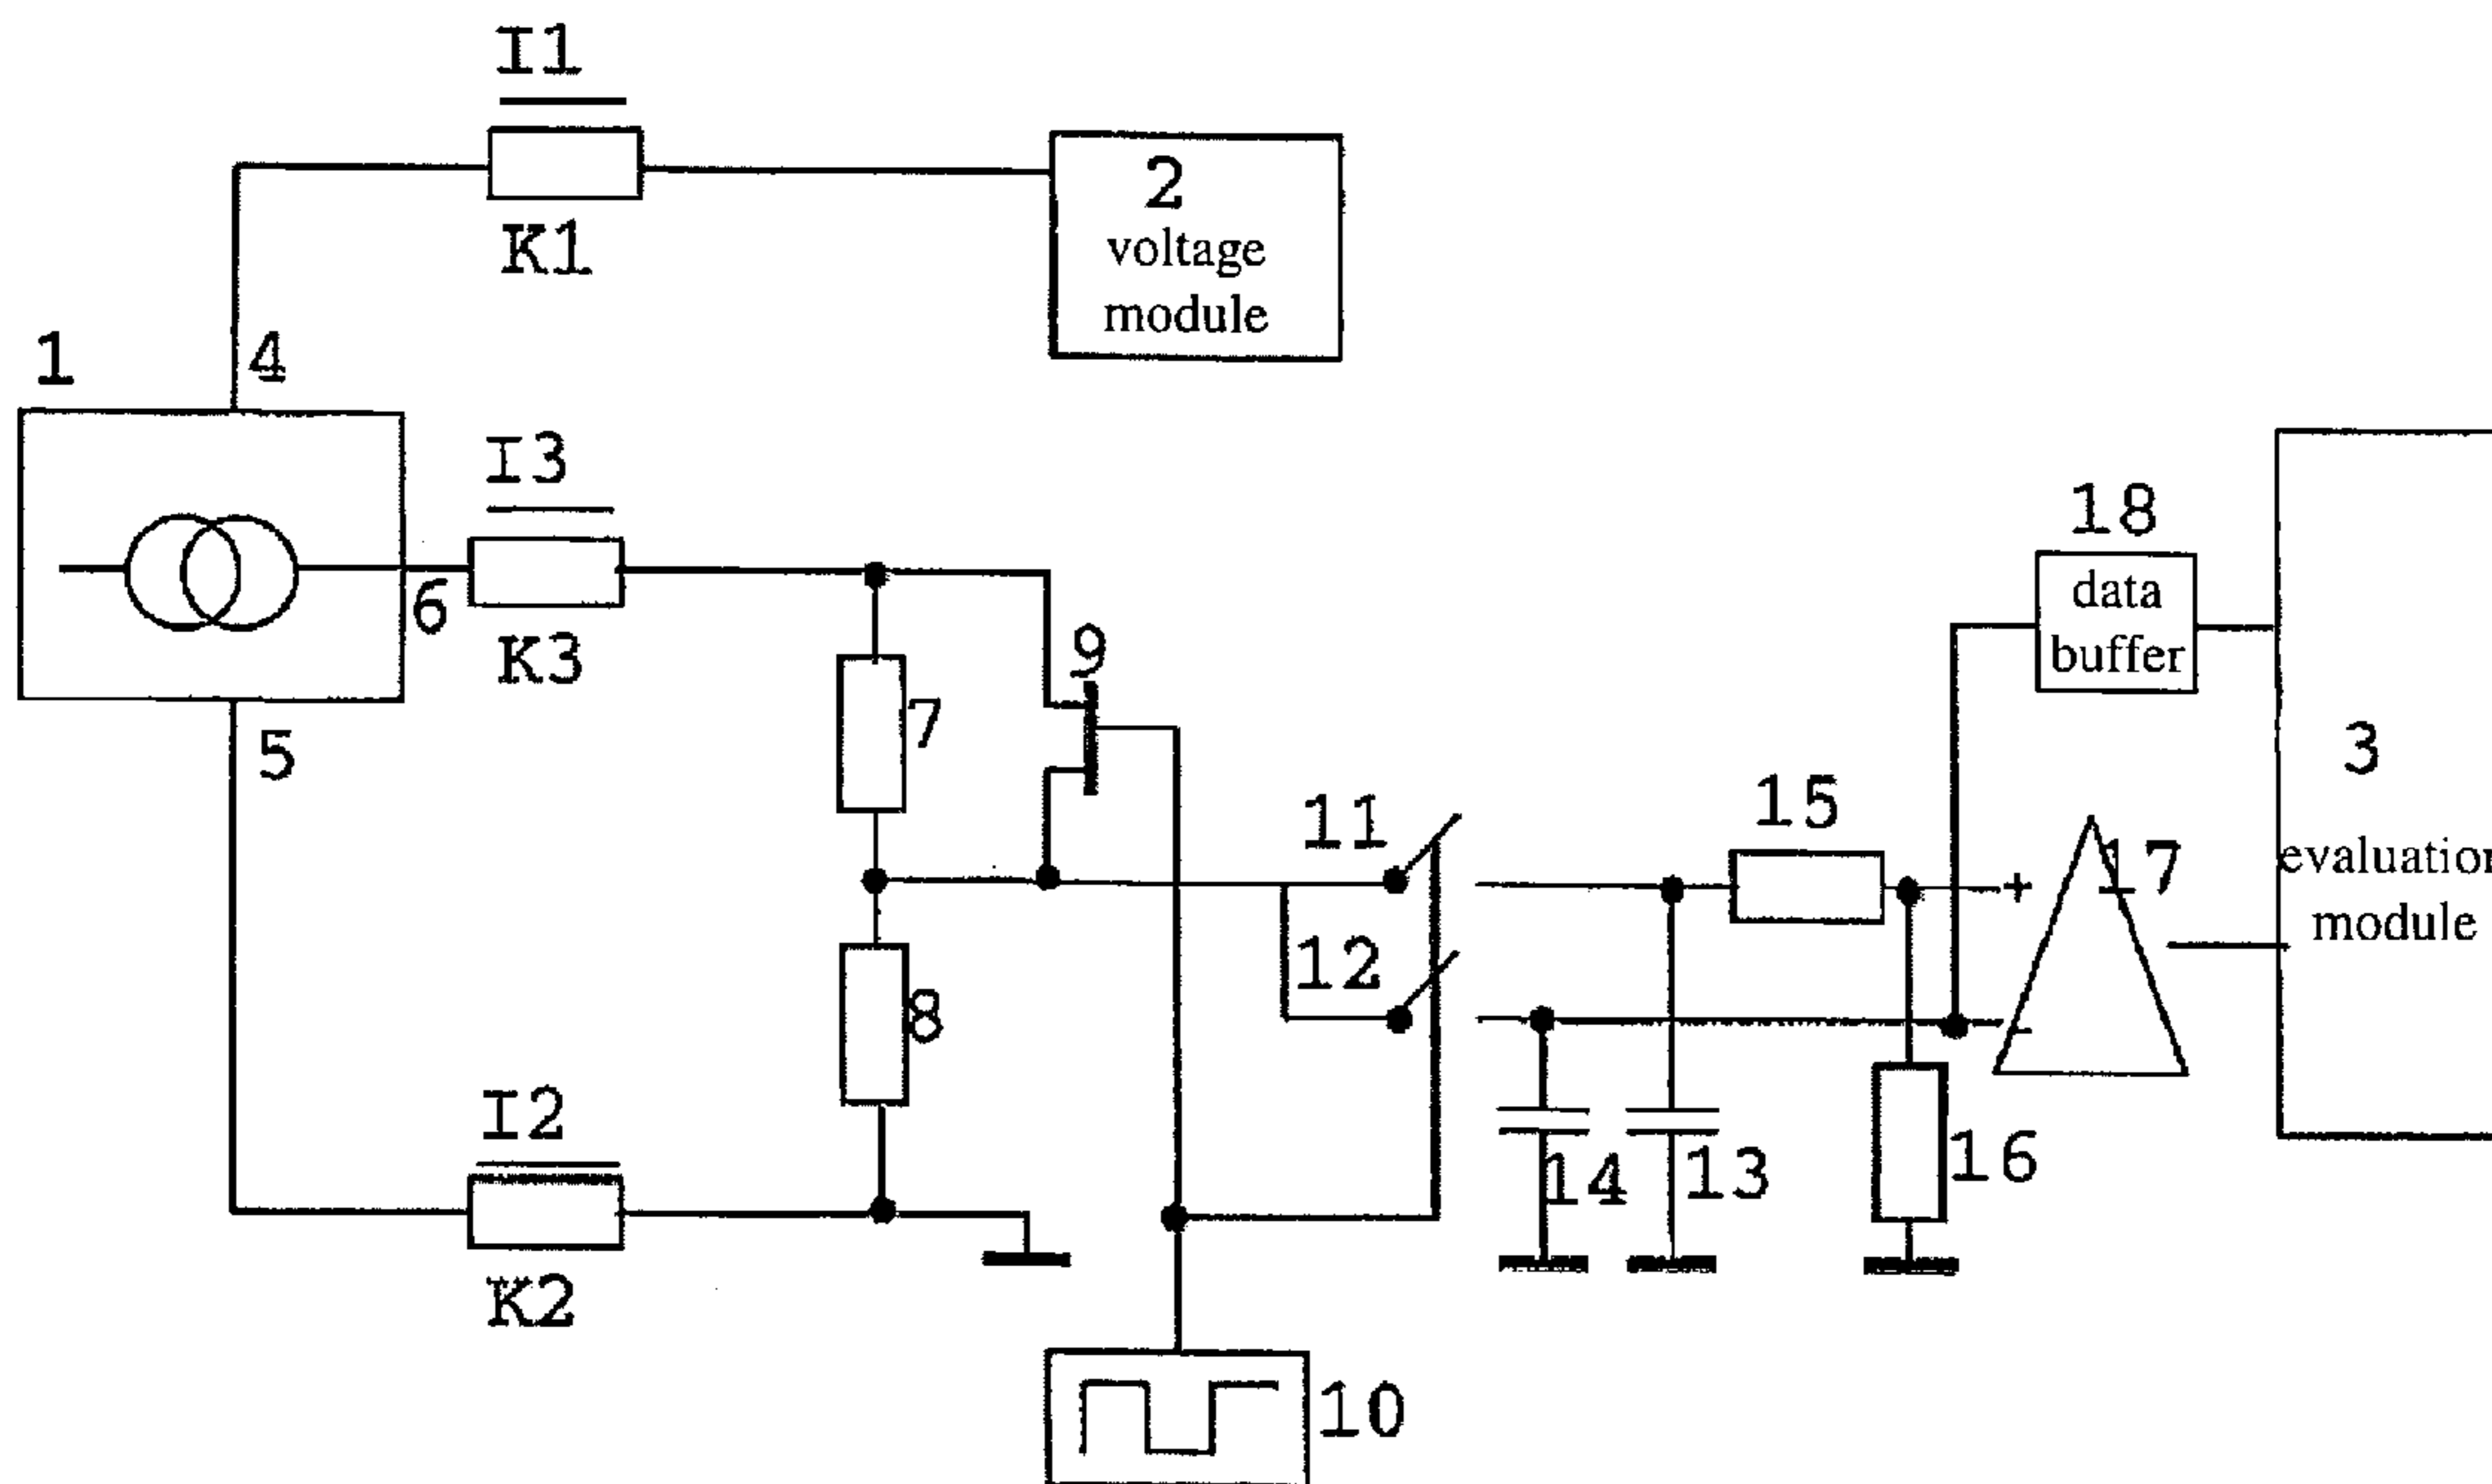 I1
K1
2
voltage
module
1
4
I3
6
K3
5
7
9
8
I2
K2
10
11
12
15
14
13
16
17
+
-
18
data
buffer
3
evaluation
module